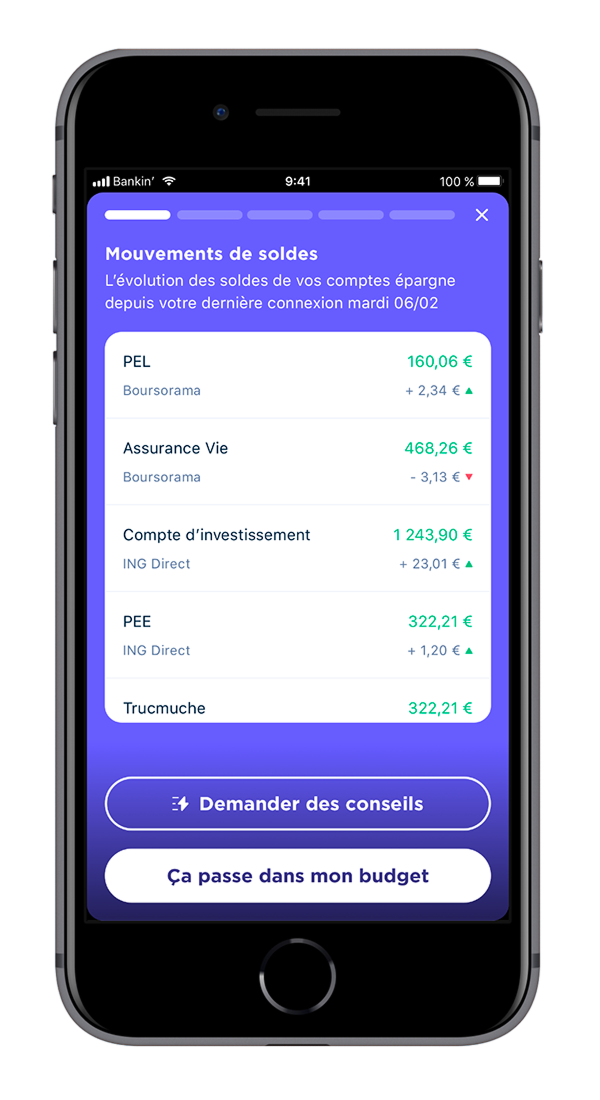 Bankin’ 9:41 100 %
Mouvements de soldes
L’évolution des soldes de vos comptes épargne
depuis votre dernière connexion mardi 06/02
PEL 160,06 €
Boursorama + 2,34 €
Assurance Vie 468,26 €
Boursorama - 3,13 €
Compte d’investissement 1 243,90 €
ING Direct + 23,01 €
PEE 322,21 €
ING Direct + 1,20 €
Trucmuche 322,21 €
Demander des conseils
Ça passe dans mon budget